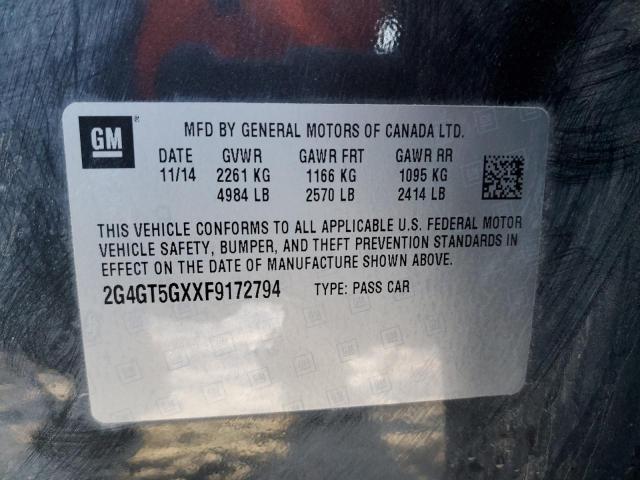 GM
MFD BY GENERAL MOTORS OF CANADA LTD.
DATE GVWR GAWR FRT GAWR RR
11/14 2261 KG 1166 KG 1095 KG
4984 LB 2570 LB 2414 LB
THIS VEHICLE CONFORMS TO ALL APPLICABLE U.S. FEDERAL MOTOR
VEHICLE SAFETY, BUMPER, AND THEFT PREVENTION STANDARDS IN
EFFECT ON THE DATE OF MANUFACTURE SHOWN ABOVE.
2G4GT5GXXF9172794 TYPE: PASS CAR